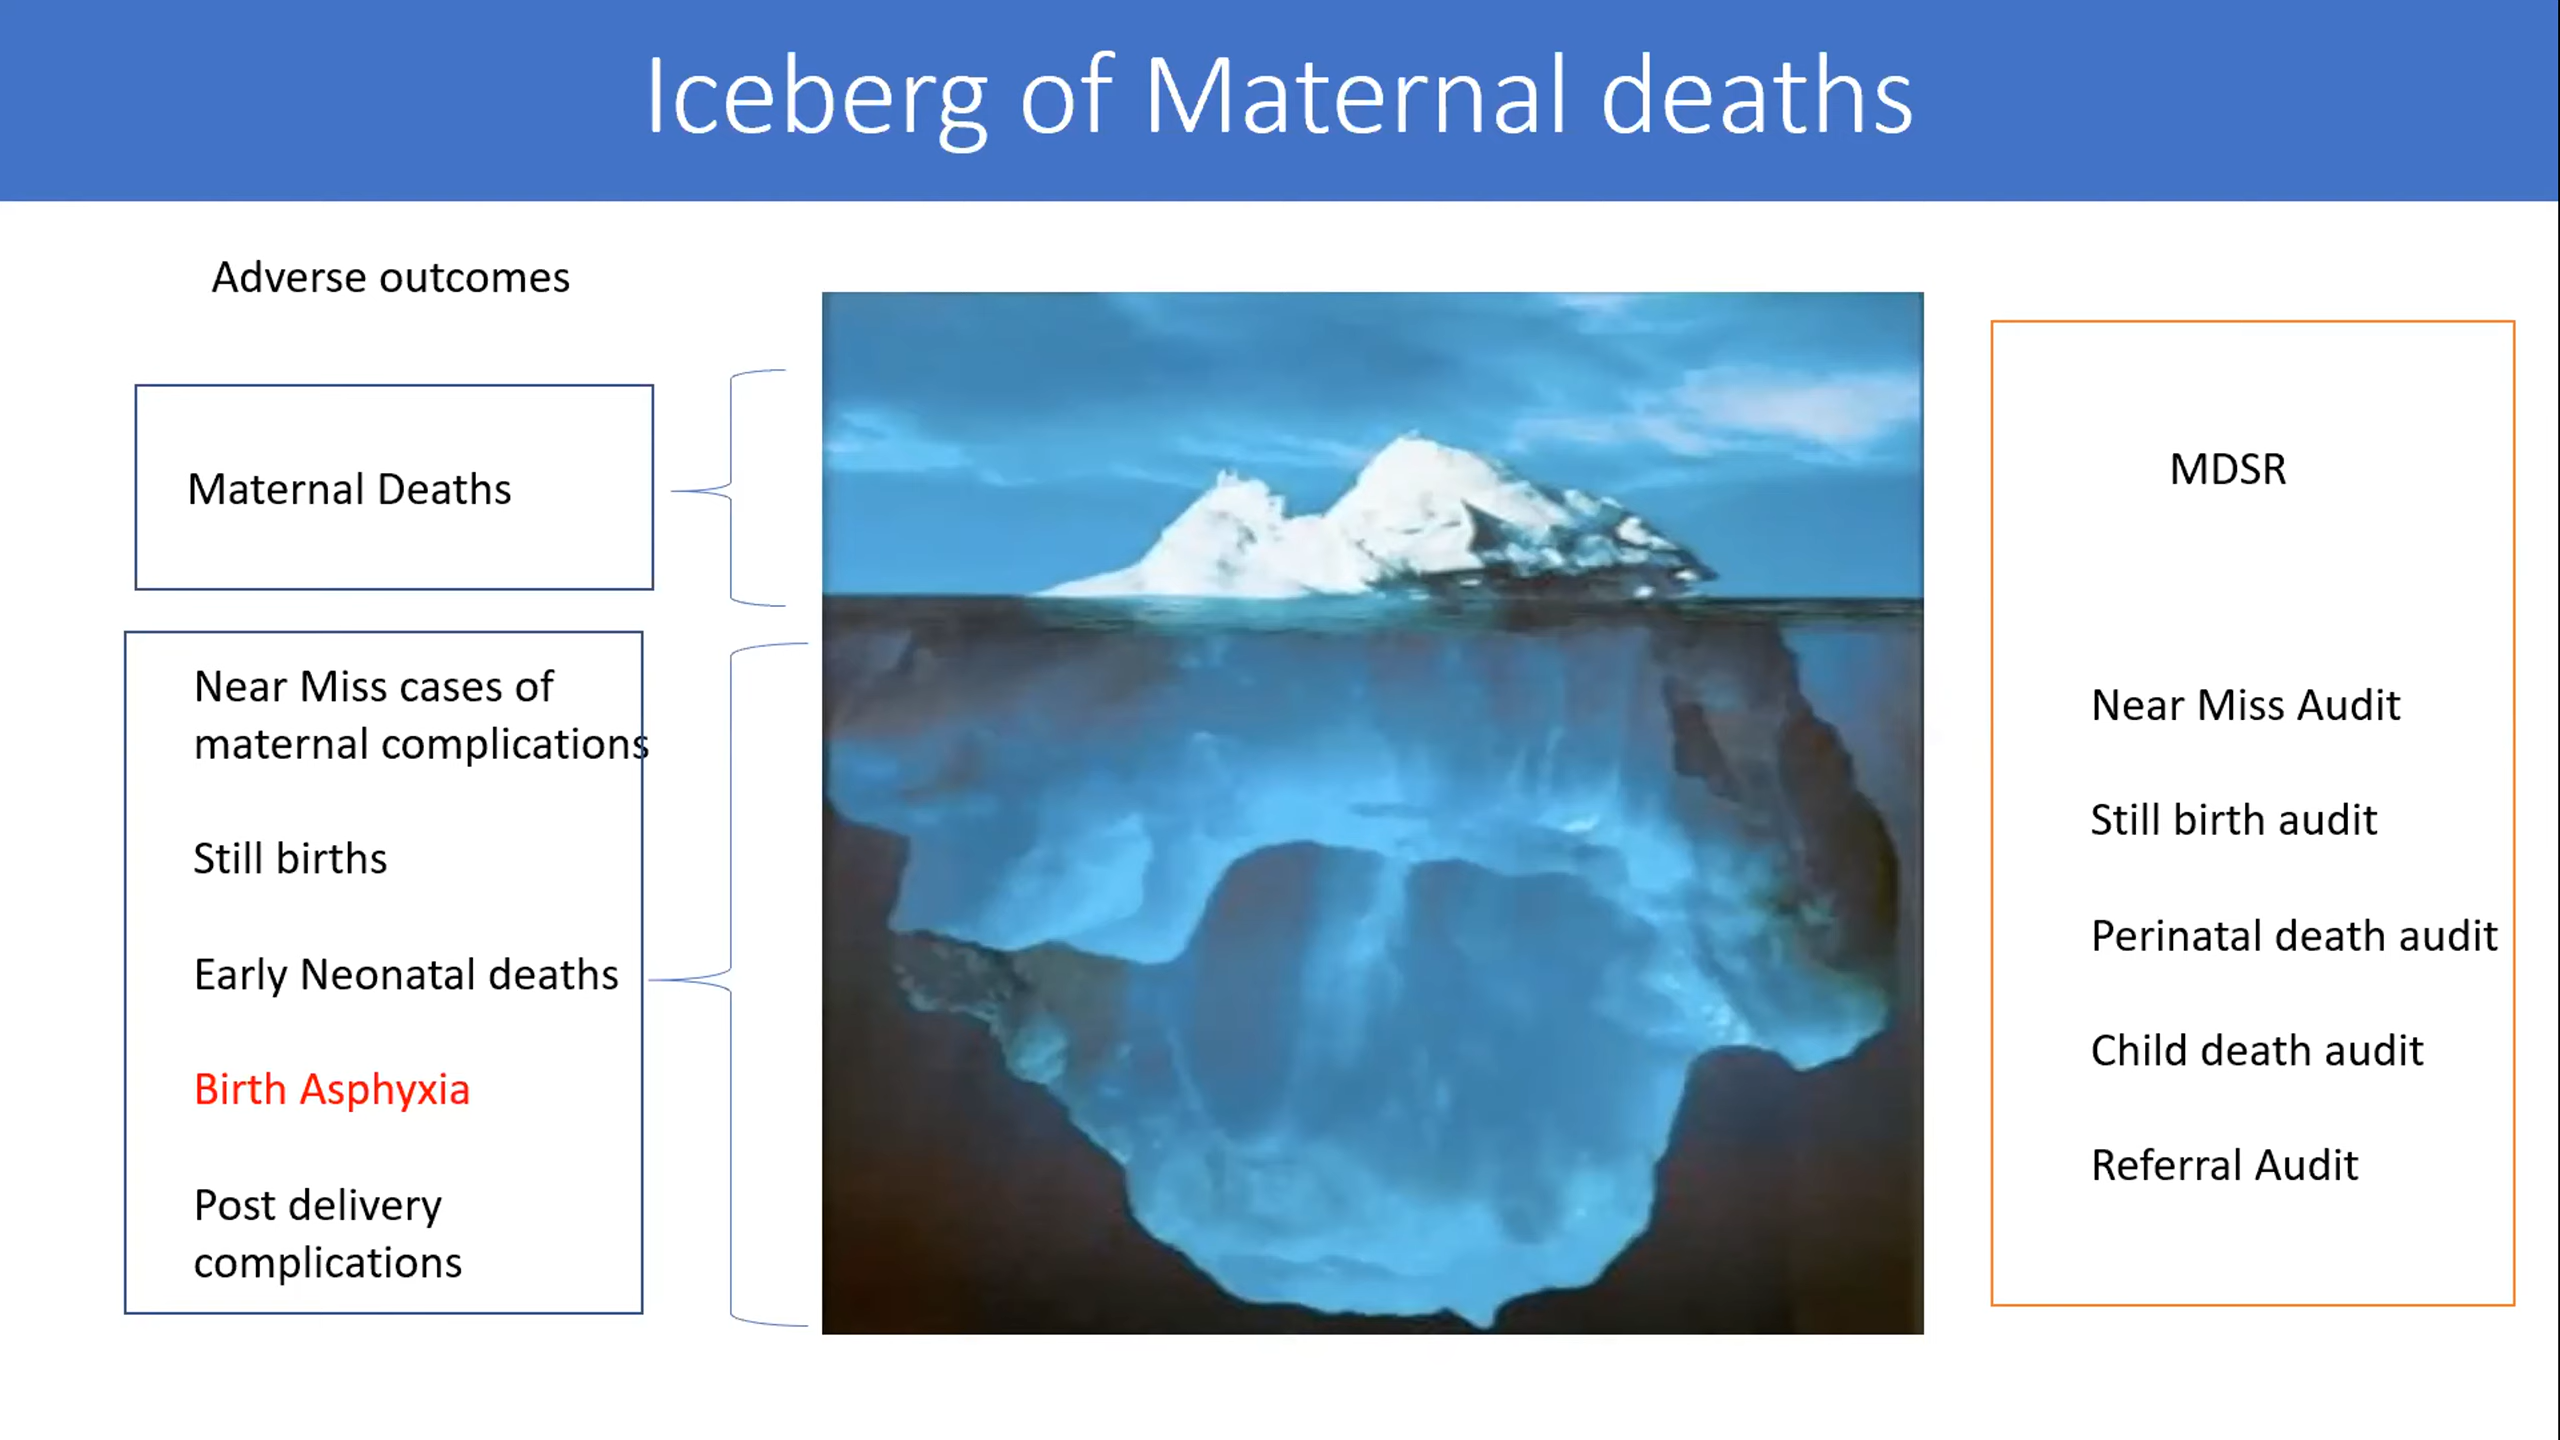 Iceberg of Maternal deaths
Adverse outcomes
Maternal Deaths
Near Miss cases of
maternal complications
Still births
Early Neonatal deaths
Birth Asphyxia
Post delivery
complications
MDSR
Near Miss Audit
Still birth audit
Perinatal death audit
Child death audit
Referral Audit